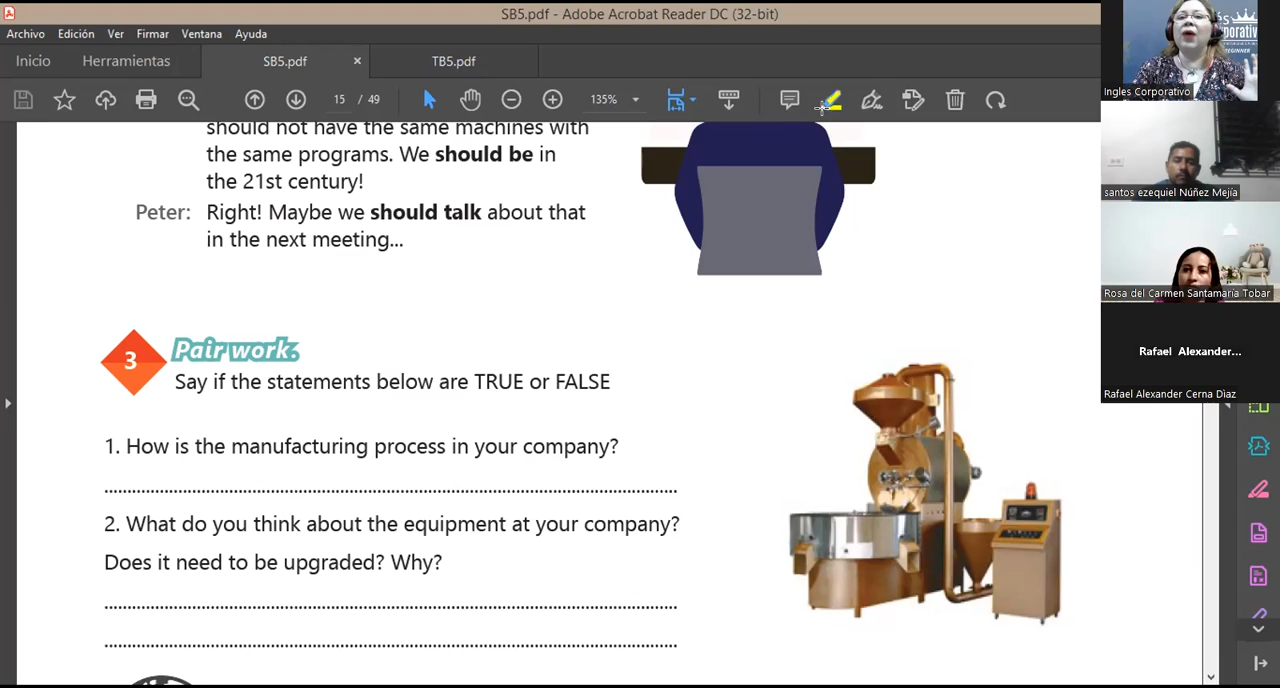 SB5.pdf - Adobe Acrobat Reader DC (32-bit)
Archivo Edición Ver Firmar Ventana Ayuda
Inicio Herramientas SB5.pdf × TB5.pdf
15 / 49 135%
should not have the same machines with
the same programs. We should be in
the 21st century!
Peter: Right! Maybe we should talk about that
in the next meeting...
3 Pair work.
Say if the statements below are TRUE or FALSE
1. How is the manufacturing process in your company?
2. What do you think about the equipment at your company?
Does it need to be upgraded? Why?
Ingles Corporativo
santos ezequiel Núñez Mejía
Rosa del Carmen Santamaría Tobar
Rafael Alexander...
Rafael Alexander Cerna Dìaz